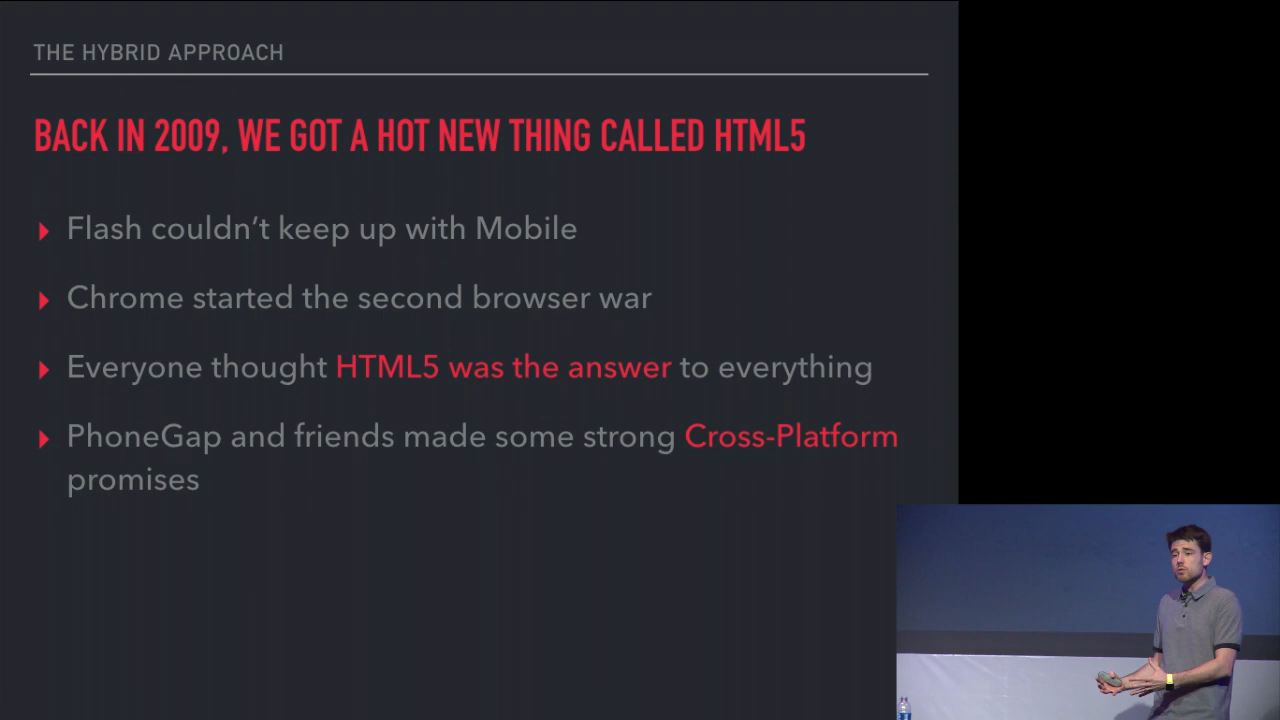 THE HYBRID APPROACH
BACK IN 2009, WE GOT A HOT NEW THING CALLED HTML5
Flash couldn’t keep up with Mobile
Chrome started the second browser war
Everyone thought HTML5 was the answer to everything
PhoneGap and friends made some strong Cross-Platform
promises